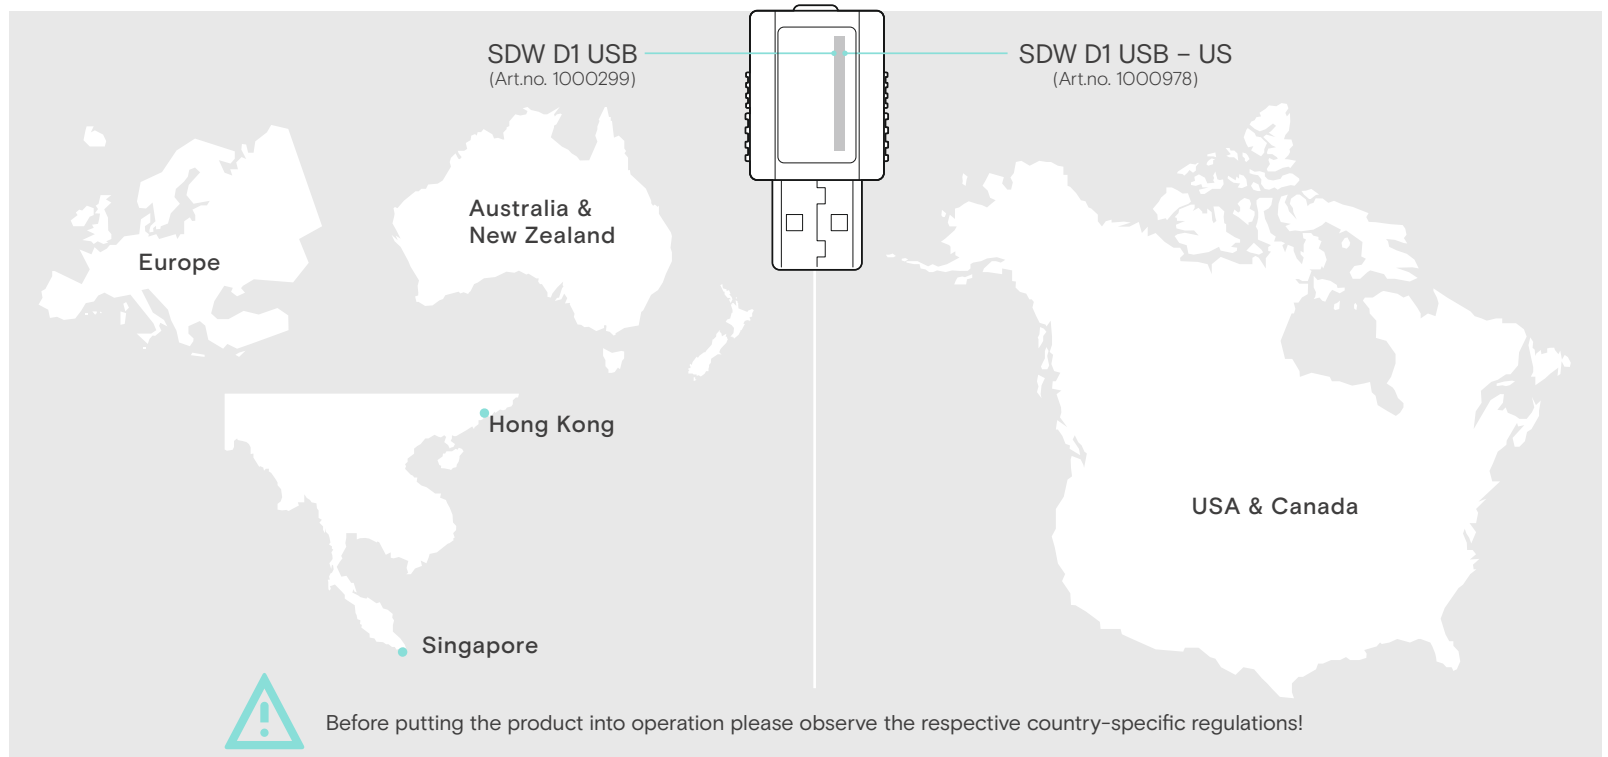 SDW D1 USB
(Art.no. 1000299)
SDW D1 USB – US
(Art.no. 1000978)
Europe
Australia &
New Zealand
Hong Kong
Singapore
USA & Canada
Before putting the product into operation please observe the respective country-specific regulations!